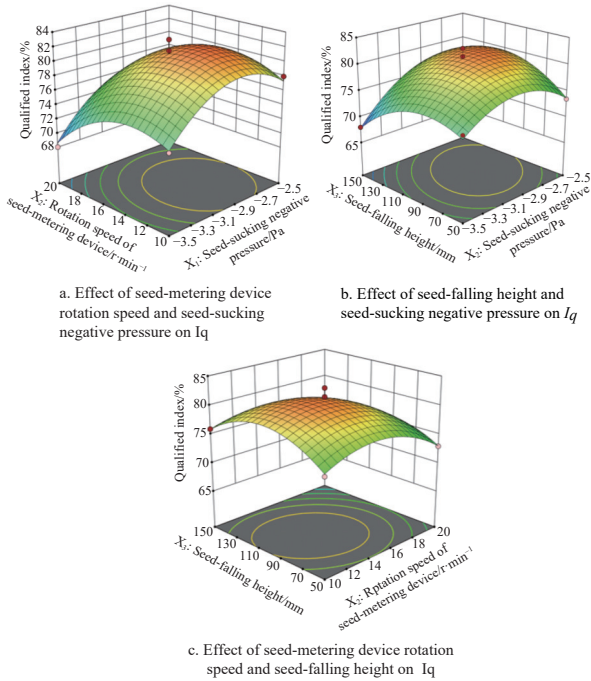 84
82
80
78
76
74
72
70
68
Qualified index/%
20
18
16
14
12
10
X₂: Rotation speed of
seed-metering device/r·min⁻¹
−3.5
−3.3
−3.1
−2.9
−2.7
−2.5
X₁: Seed-sucking negative
pressure/Pa
a. Effect of seed-metering device
rotation speed and seed-sucking
negative pressure on Iq
85
80
75
70
65
Qualified index/%
150
130
110
90
70
50
X₃: Seed-falling height/mm
−3.5
−3.3
−3.1
−2.9
−2.7
−2.5
X₂: Seed-sucking negative
pressure/Pa
b. Effect of seed-falling height and
seed-sucking negative pressure on Iq
85
80
75
70
65
Qualified index/%
150
130
110
90
70
50
X₃: Seed-falling height/mm
10
12
14
16
18
20
X₂: Rptation speed of
seed-metering device/r·min⁻¹
c. Effect of seed-metering device rotation
speed and seed-falling height on Iq